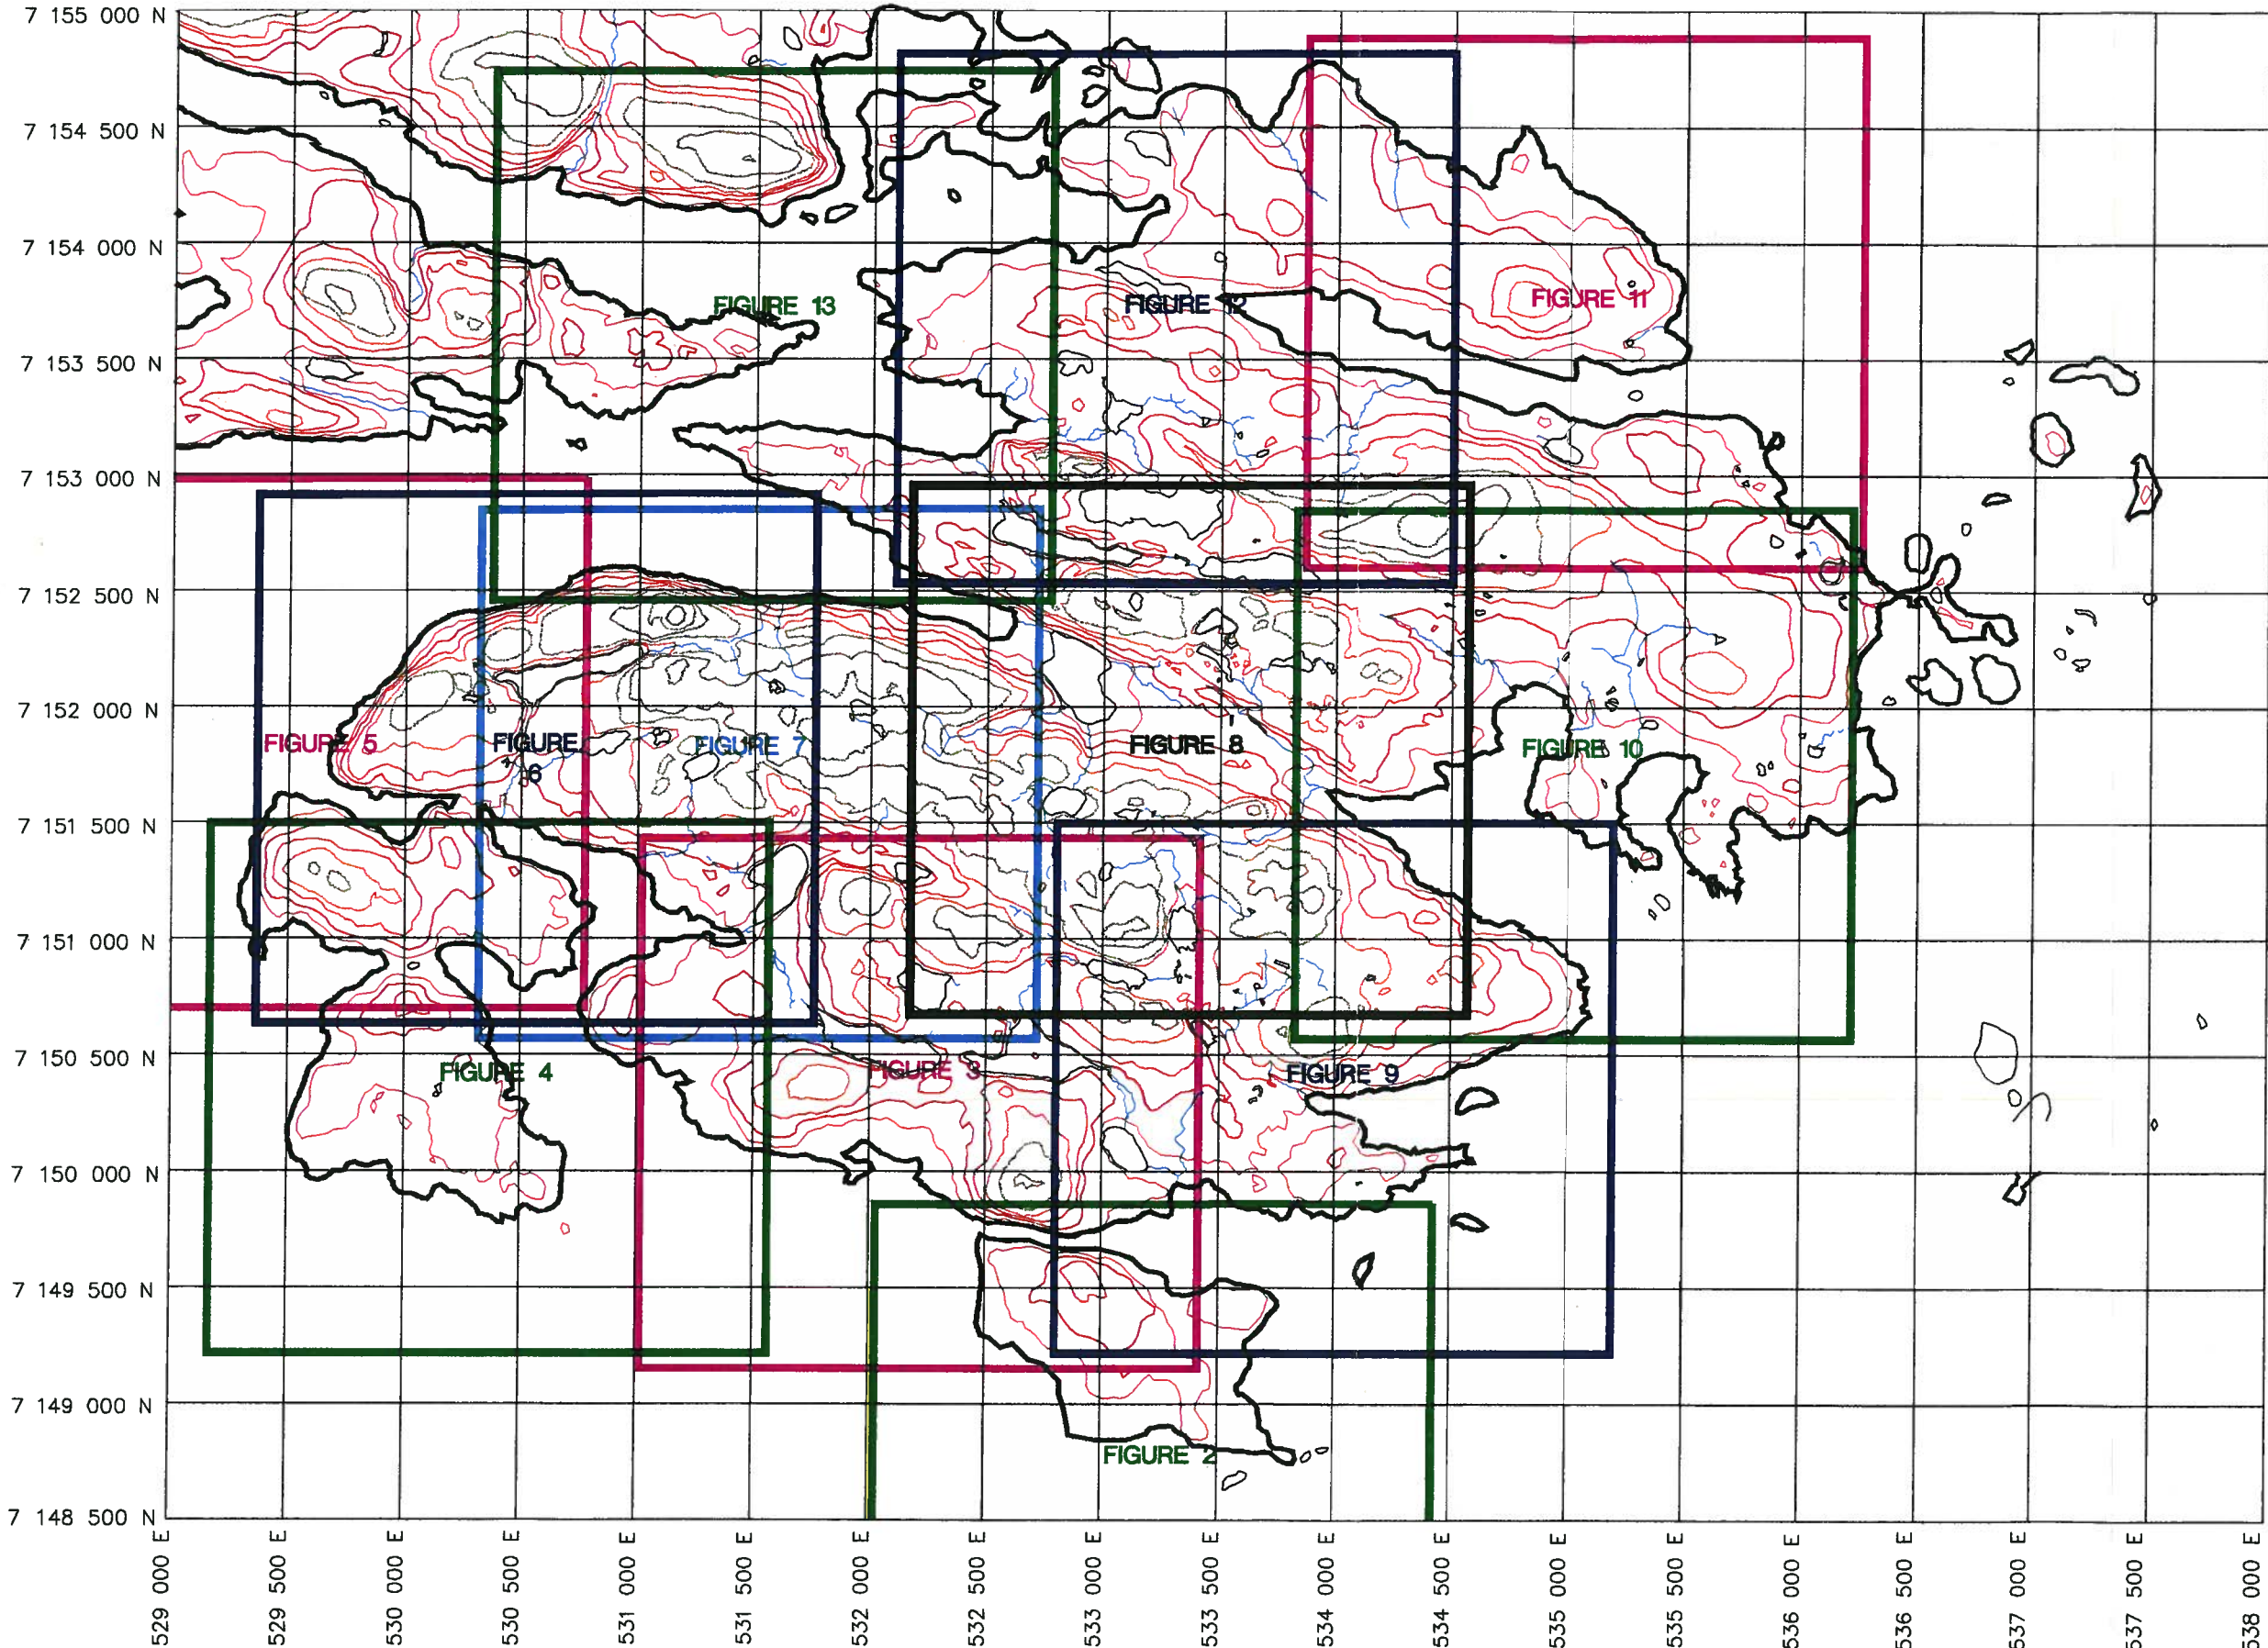 7 155 000 N
7 154 500 N
7 154 000 N
FIGURE 13
FIGURE 12
FIGURE 11
7 153 500 N
7 153 000 N
7 152 500 N
7 152 000 N
FIGURE 5
FIGURE
6
FIGURE 7
FIGURE 8
FIGURE 10
7 151 500 N
7 151 000 N
7 150 500 N
FIGURE 4
FIGURE 3
FIGURE 9
7 150 000 N
7 149 500 N
7 149 000 N
FIGURE 2
7 148 500 N
529 000 E
529 500 E
530 000 E
530 500 E
531 000 E
531 500 E
532 000 E
532 500 E
533 000 E
533 500 E
534 000 E
534 500 E
535 000 E
535 500 E
536 000 E
536 500 E
537 000 E
537 500 E
538 000 E